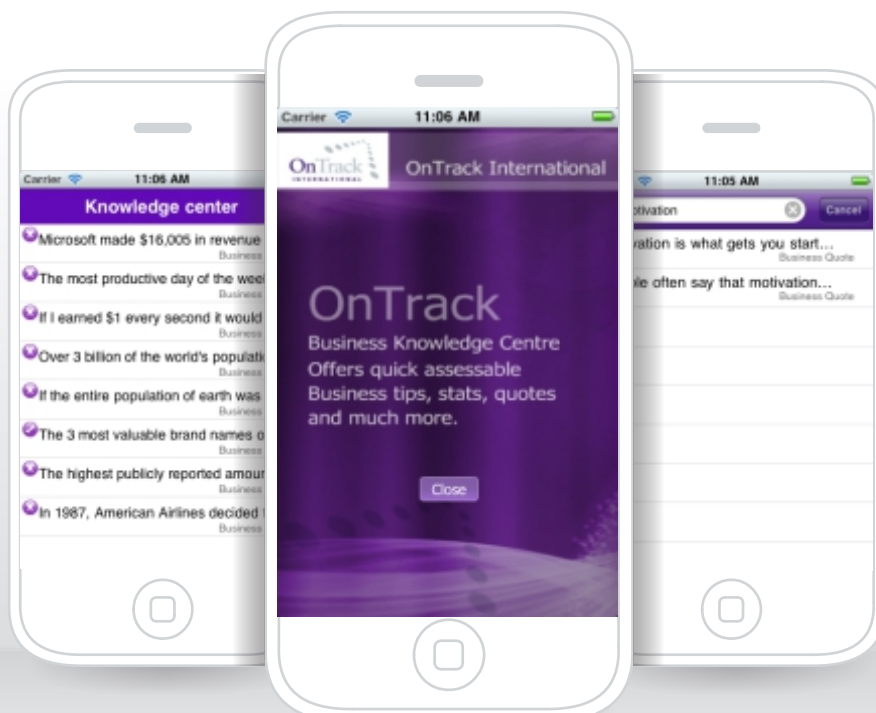 Carrier
11:06 AM
Knowledge center
Microsoft made $16,005 in revenue
Business
The most productive day of the wee
Business
If I earned $1 every second it would
Business
Over 3 billion of the world's populati
Business
If the entire population of earth was
Business
The 3 most valuable brand names o
Business
The highest publicly reported amour
Business
In 1987, American Airlines decided
Business
Carrier
11:06 AM
OnTrack
INTERNATIONAL
OnTrack International
OnTrack
Business Knowledge Centre
Offers quick assessable
Business tips, stats, quotes
and much more.
Close
11:05 AM
otivation
Cancel
vation is what gets you start...
Business Quote
le often say that motivation...
Business Quote